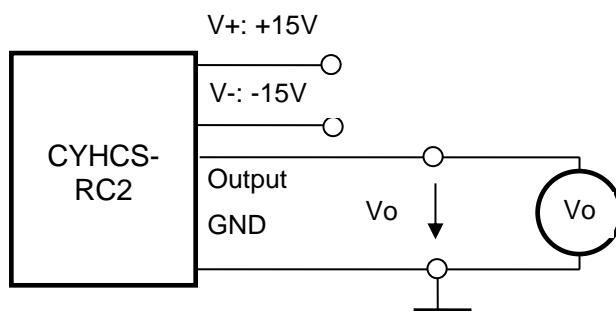 V+: +15V
V-: -15V
CYHCS-
RC2
Output
GND
Vo
Vo